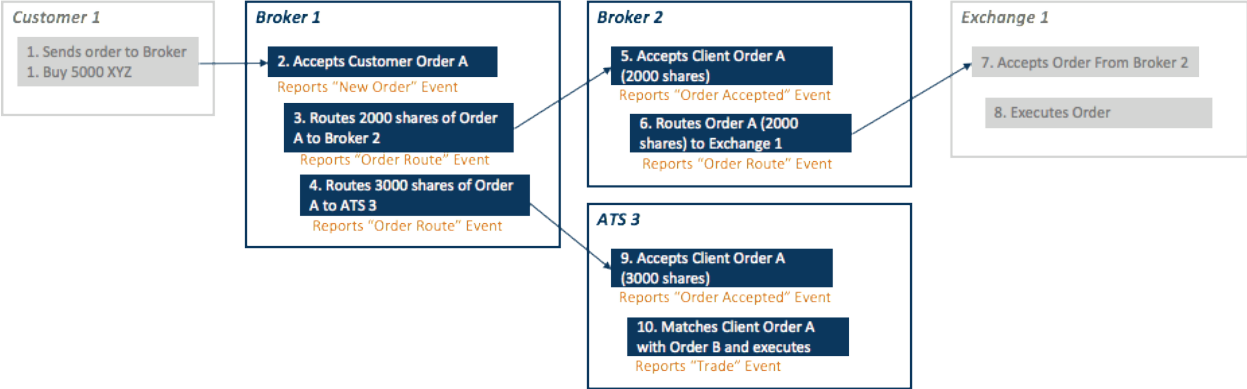 Customer 1
1. Sends order to Broker
1. Buy 5000 XYZ
Broker 1
2. Accepts Customer Order A
Reports “New Order” Event
3. Routes 2000 shares of Order
A to Broker 2
Reports “Order Route” Event
4. Routes 3000 shares of Order
A to ATS 3
Reports “Order Route” Event
Broker 2
5. Accepts Client Order A
(2000 shares)
Reports “Order Accepted” Event
6. Routes Order A (2000
shares) to Exchange 1
Reports “Order Route” Event
Exchange 1
7. Accepts Order From Broker 2
8. Executes Order
ATS 3
9. Accepts Client Order A
(3000 shares)
Reports “Order Accepted” Event
10. Matches Client Order A
with Order B and executes
Reports “Trade” Event